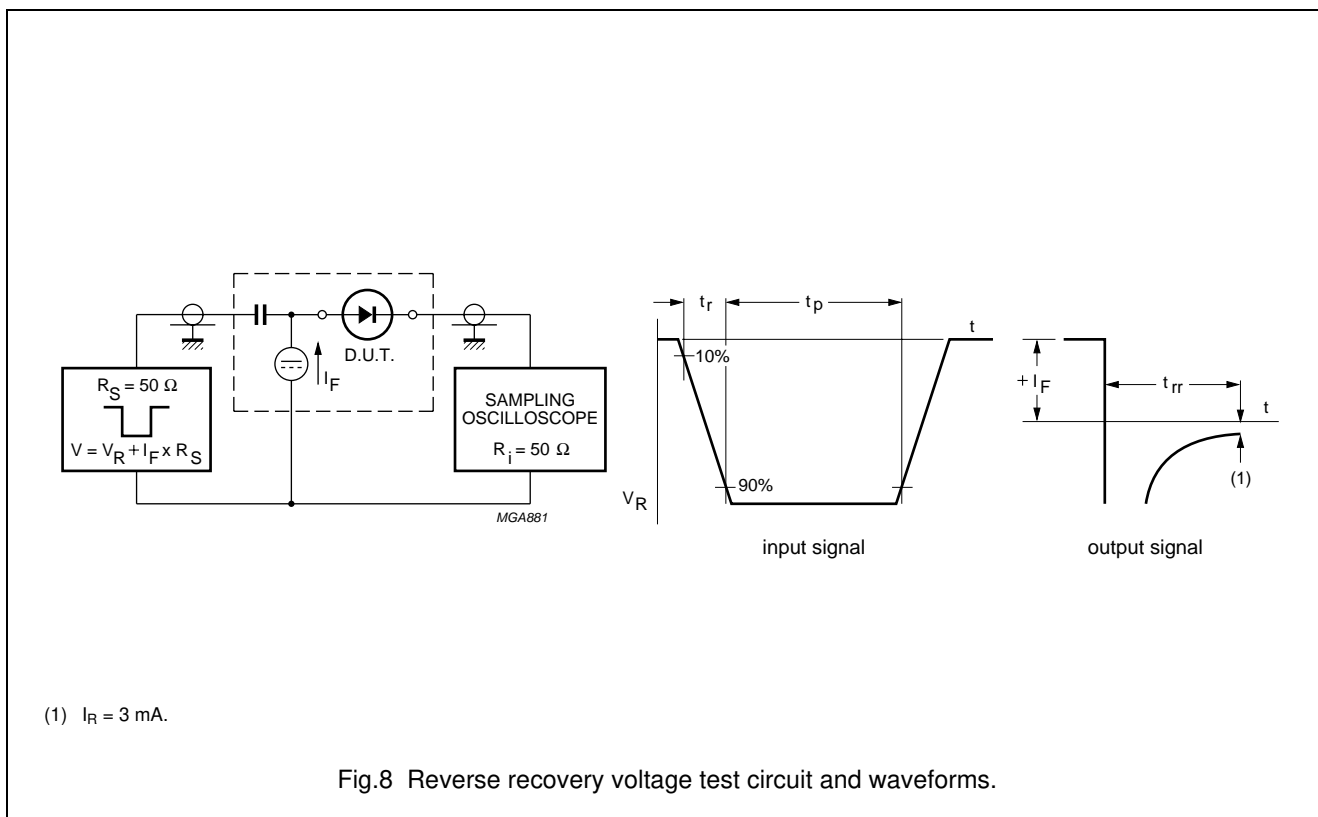 R_S = 50 Ω
V = V_R + I_F x R_S
I_F
D.U.T.
SAMPLING
OSCILLOSCOPE
R_i = 50 Ω
MGA881
t_r
t_p
t
10%
90%
V_R
input signal
+ I_F
t_rr
t
(1)
output signal
(1) I_R = 3 mA.
Fig.8 Reverse recovery voltage test circuit and waveforms.